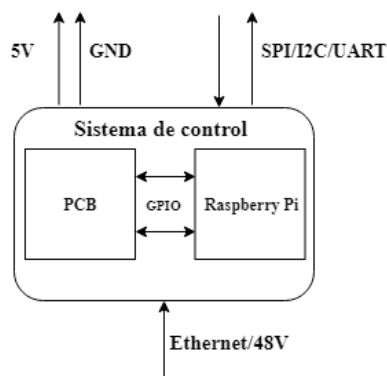 5V GND SPI/I2C/UART
Sistema de control
PCB GPIO Raspberry Pi
Ethernet/48V